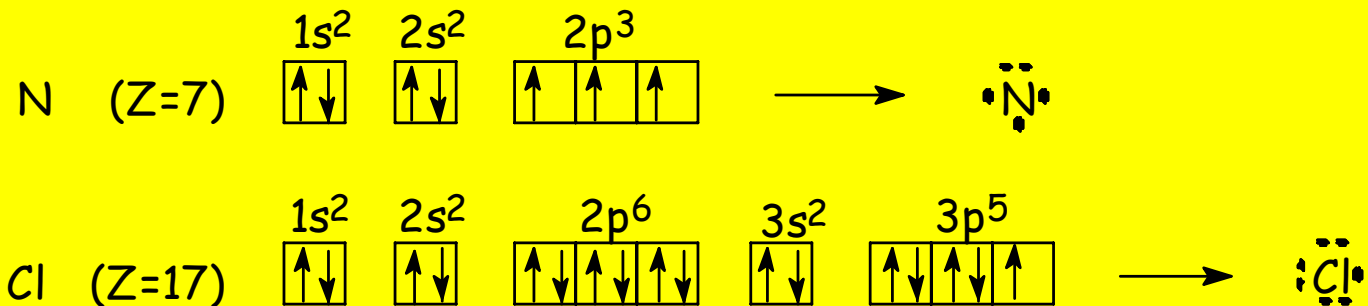 1s² 2s² 2p³
N (Z=7) N
1s² 2s² 2p⁶ 3s² 3p⁵
Cl (Z=17) Cl